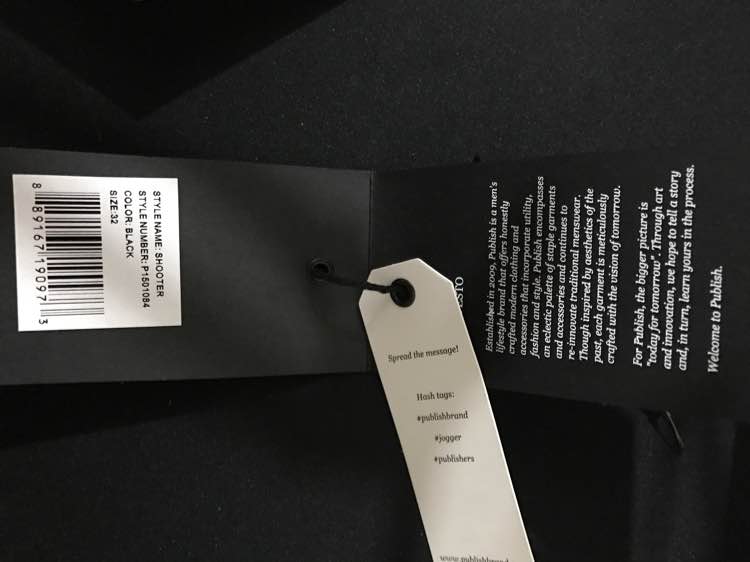 STYLE NAME: SHOOTER
STYLE NUMBER: P1501084
COLOR: BLACK
SIZE:32
8 89167 19097 3
Spread the message!
Hash tags:
#publishbrand
#jogger
#publishers
Established in 2009, Publish is a men's
lifestyle brand that offers honestly
crafted modern clothing and
accessories that incorporate utility,
fashion and style. Publish encompasses
an eclectic palette of staple garments
and accessories and continues to
re-innovate traditional menswear.
Though inspired by aesthetics of the
past, each garment is meticulously
crafted with the vision of tomorrow.
For Publish, the bigger picture is
"today for tomorrow". Through art
and innovation, we hope to tell a story
and, in turn, learn yours in the process.
Welcome to Publish.